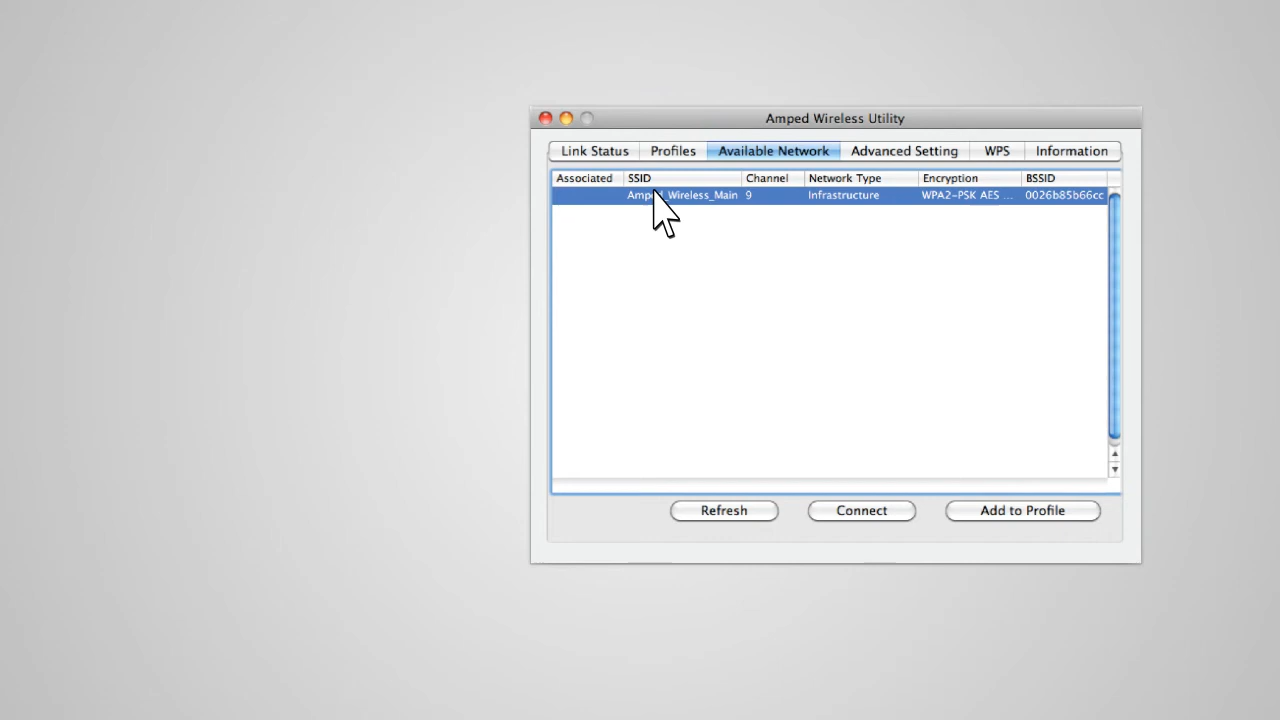 Amped Wireless Utility
Link Status Profiles Available Network Advanced Setting WPS Information
Associated SSID Channel Network Type Encryption BSSID
Amped_Wireless_Main 9 Infrastructure WPA2-PSK AES ... 0026b85b66cc
Refresh Connect Add to Profile